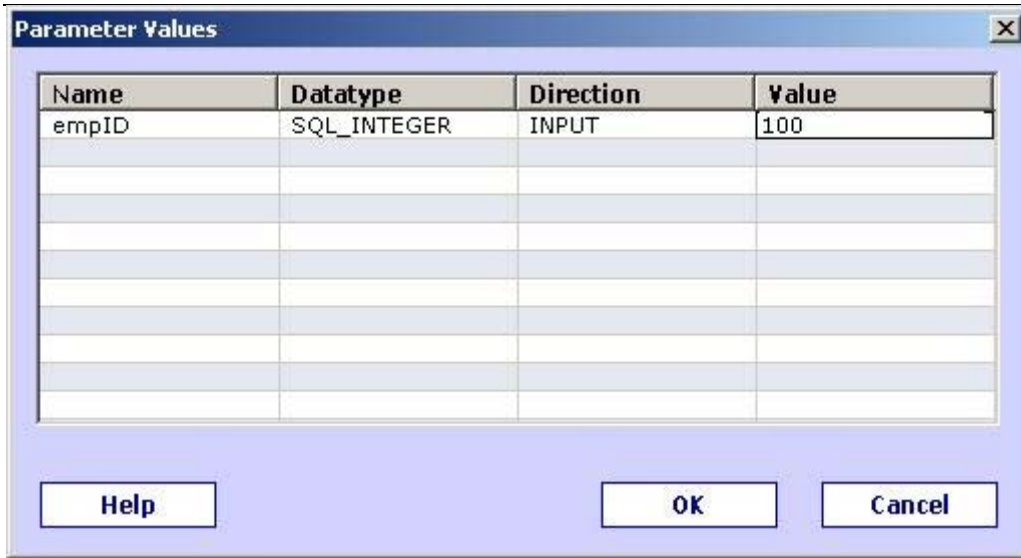 Parameter Values
Name Datatype Direction Value
empID SQL_INTEGER INPUT 100
Help OK Cancel